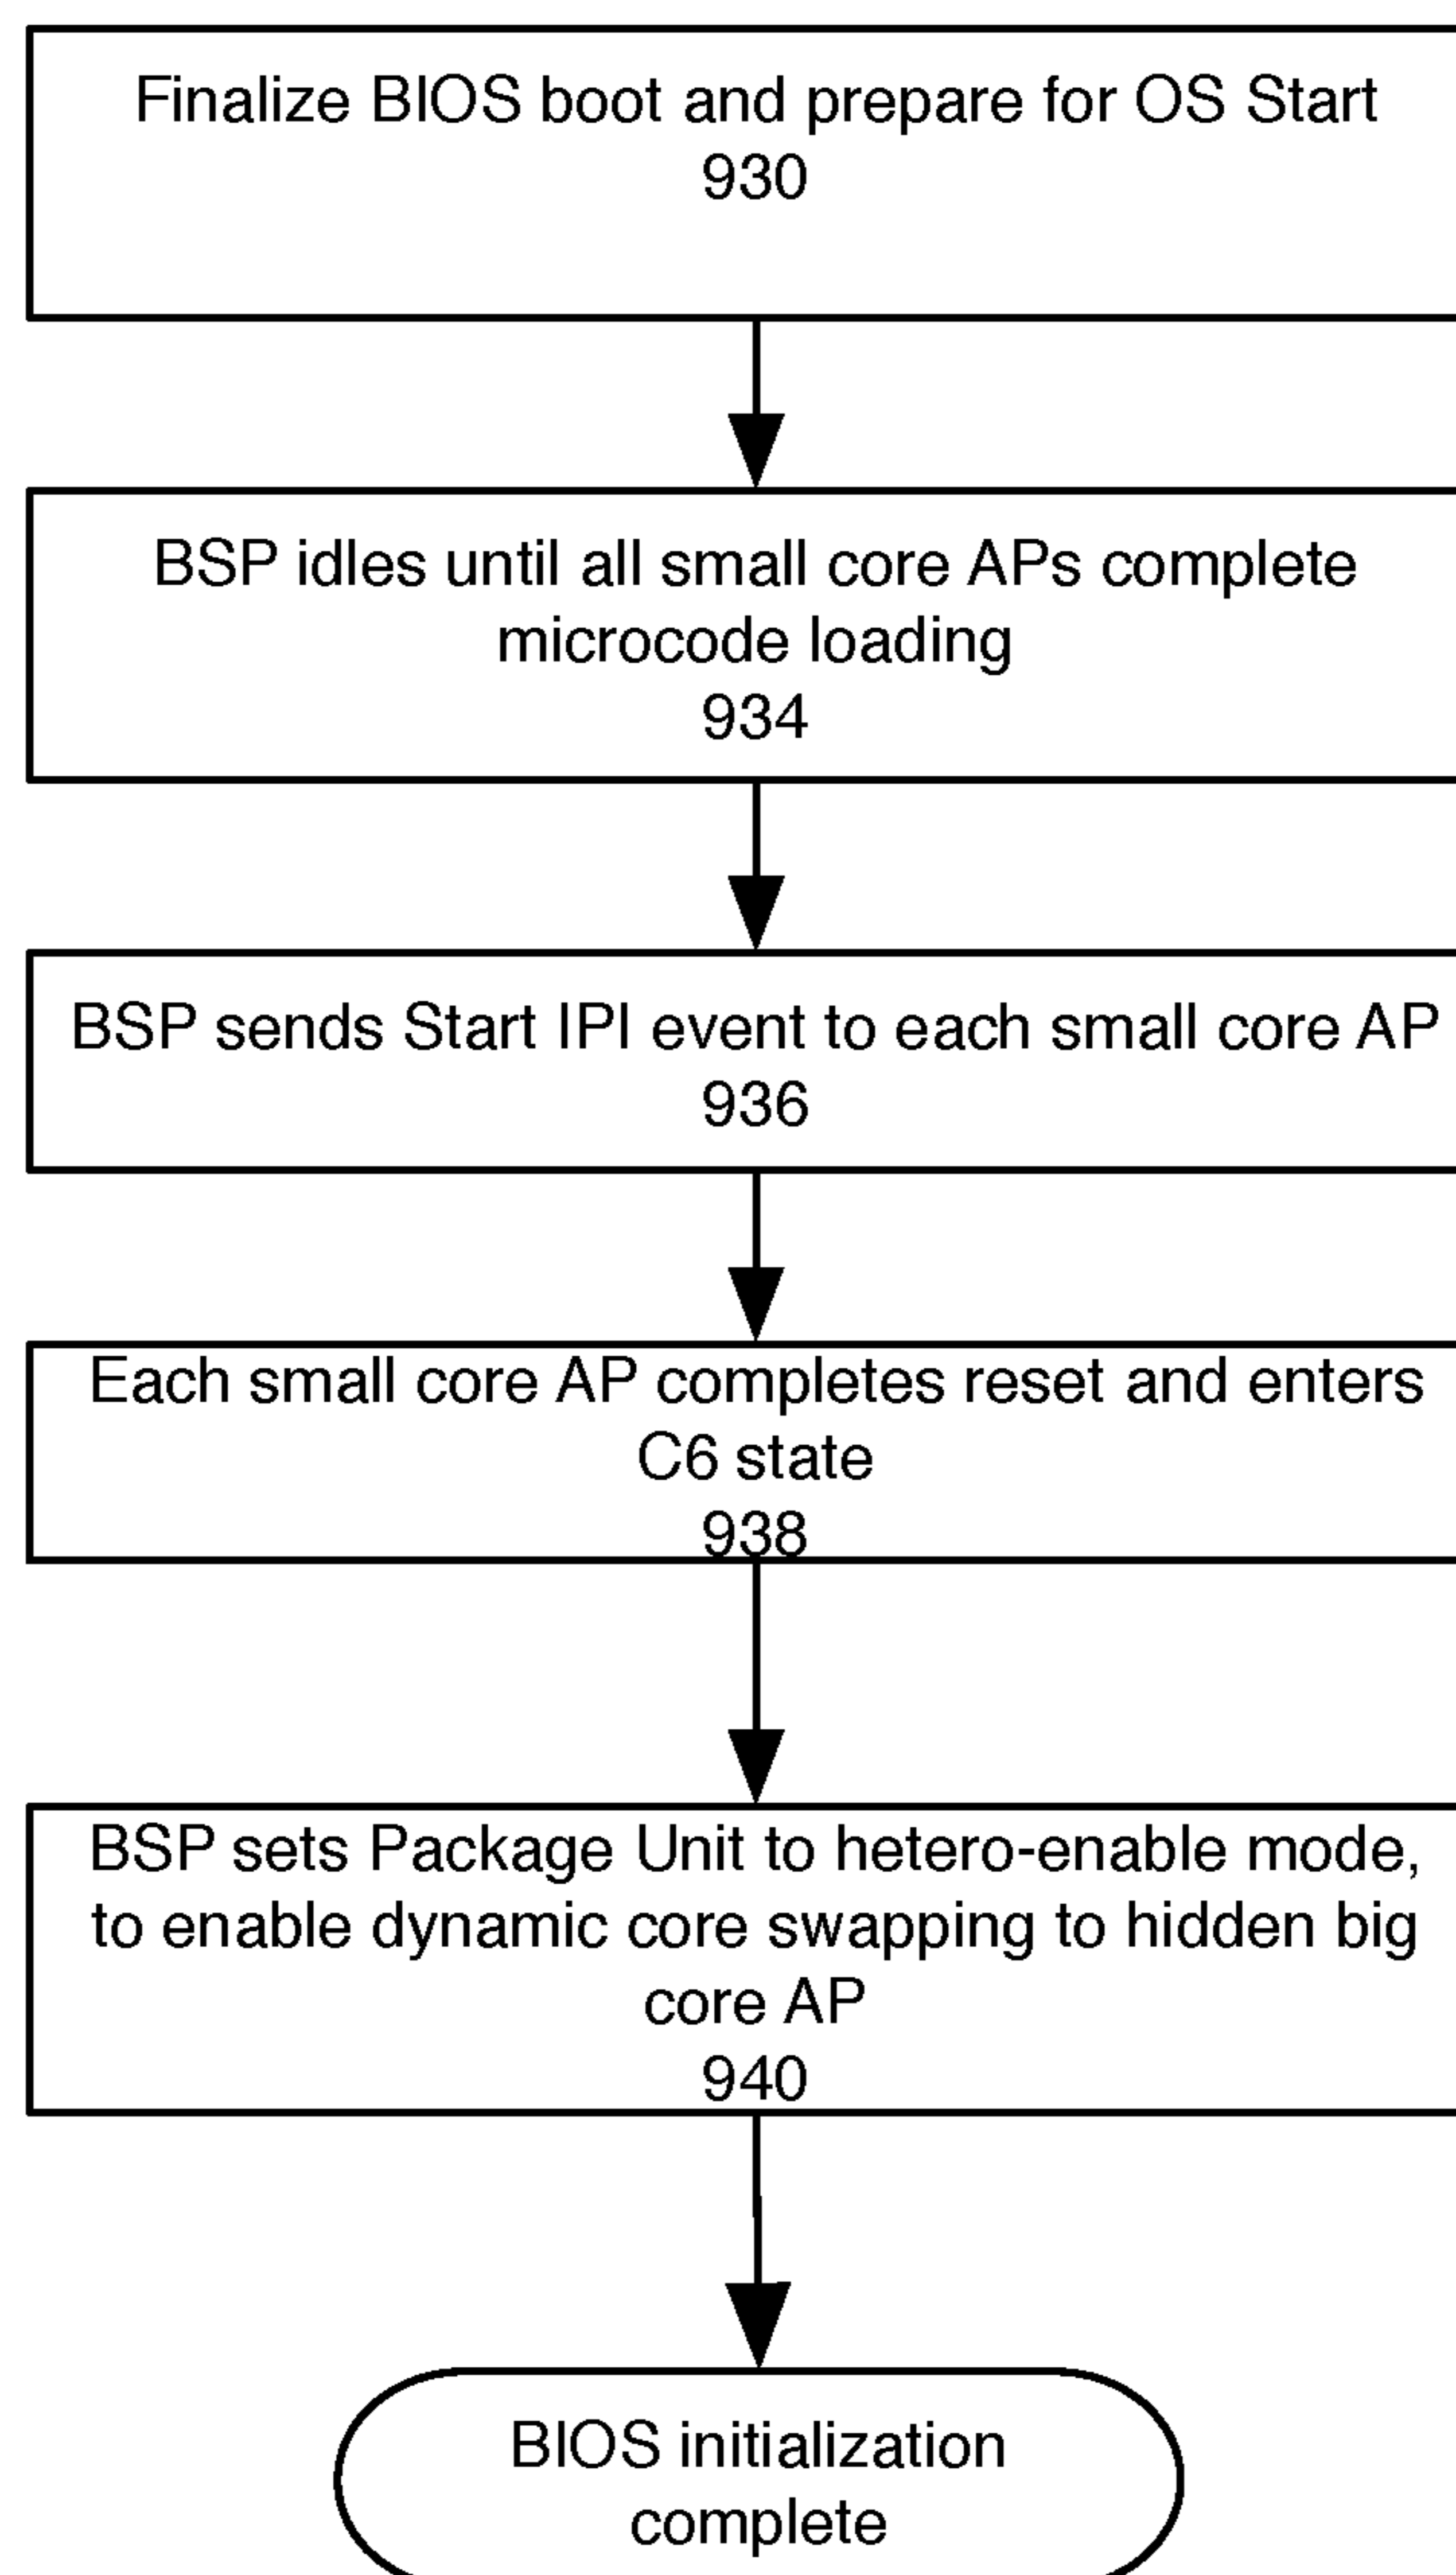 Finalize BIOS boot and prepare for OS Start
930
BSP idles until all small core APs complete
microcode loading
934
BSP sends Start IPI event to each small core AP
936
Each small core AP completes reset and enters
C6 state
938
BSP sets Package Unit to hetero-enable mode,
to enable dynamic core swapping to hidden big
core AP
940
BIOS initialization
complete